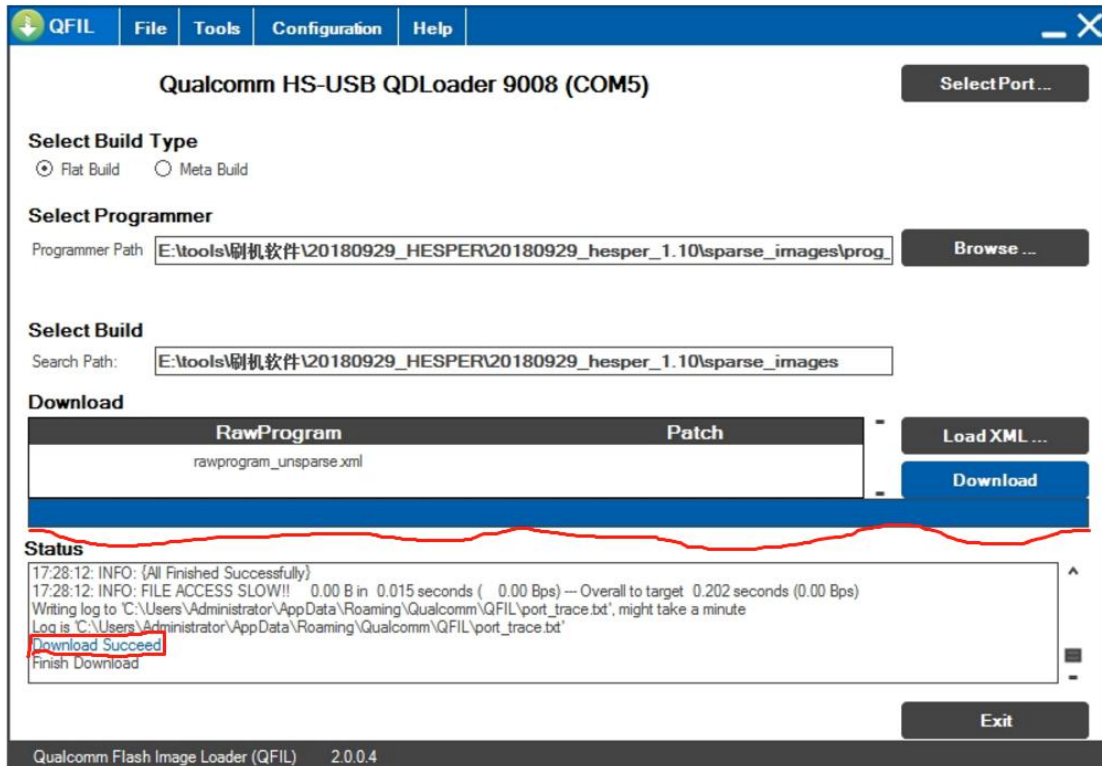 QFIL File Tools Configuration Help
Qualcomm HS-USB QDLoader 9008 (COM5)
Select Port ...
Select Build Type
Flat Build Meta Build
Select Programmer
Programmer Path E:\tools\刷机软件\20180929_HESPER\20180929_hesper_1.10\sparse_images\prog_
Browse ...
Select Build
Search Path: E:\tools\刷机软件\20180929_HESPER\20180929_hesper_1.10\sparse_images
Download
RawProgram Patch
Load XML ...
rawprogram_unsparse.xml
Download
Status
17:28:12: INFO: {All Finished Successfully}
17:28:12: INFO: FILE ACCESS SLOW!! 0.00 B in 0.015 seconds ( 0.00 Bps) --- Overall to target 0.202 seconds (0.00 Bps)
Writing log to 'C:\Users\Administrator\AppData\Roaming\Qualcomm\QFIL\port_trace.txt', might take a minute
Log is 'C:\Users\Administrator\AppData\Roaming\Qualcomm\QFIL\port_trace.txt'
Download Succeed
Finish Download
Exit
Qualcomm Flash Image Loader (QFIL) 2.0.0.4